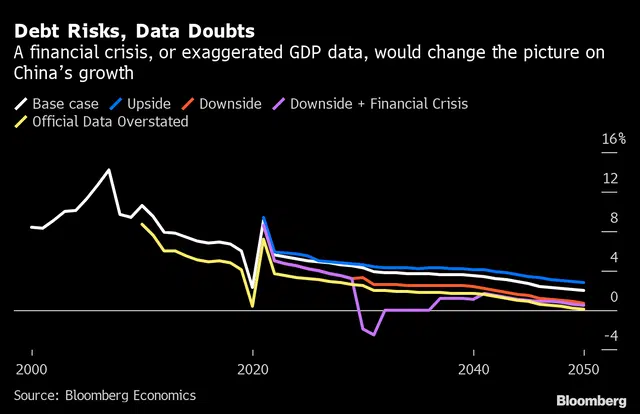 Debt Risks, Data Doubts
A financial crisis, or exaggerated GDP data, would change the picture on
China's growth
Base case Upside Downside Downside + Financial Crisis
Official Data Overstated
16%
12
8
4
0
-4
2000 2020 2040 2050
Source: Bloomberg Economics
Bloomberg